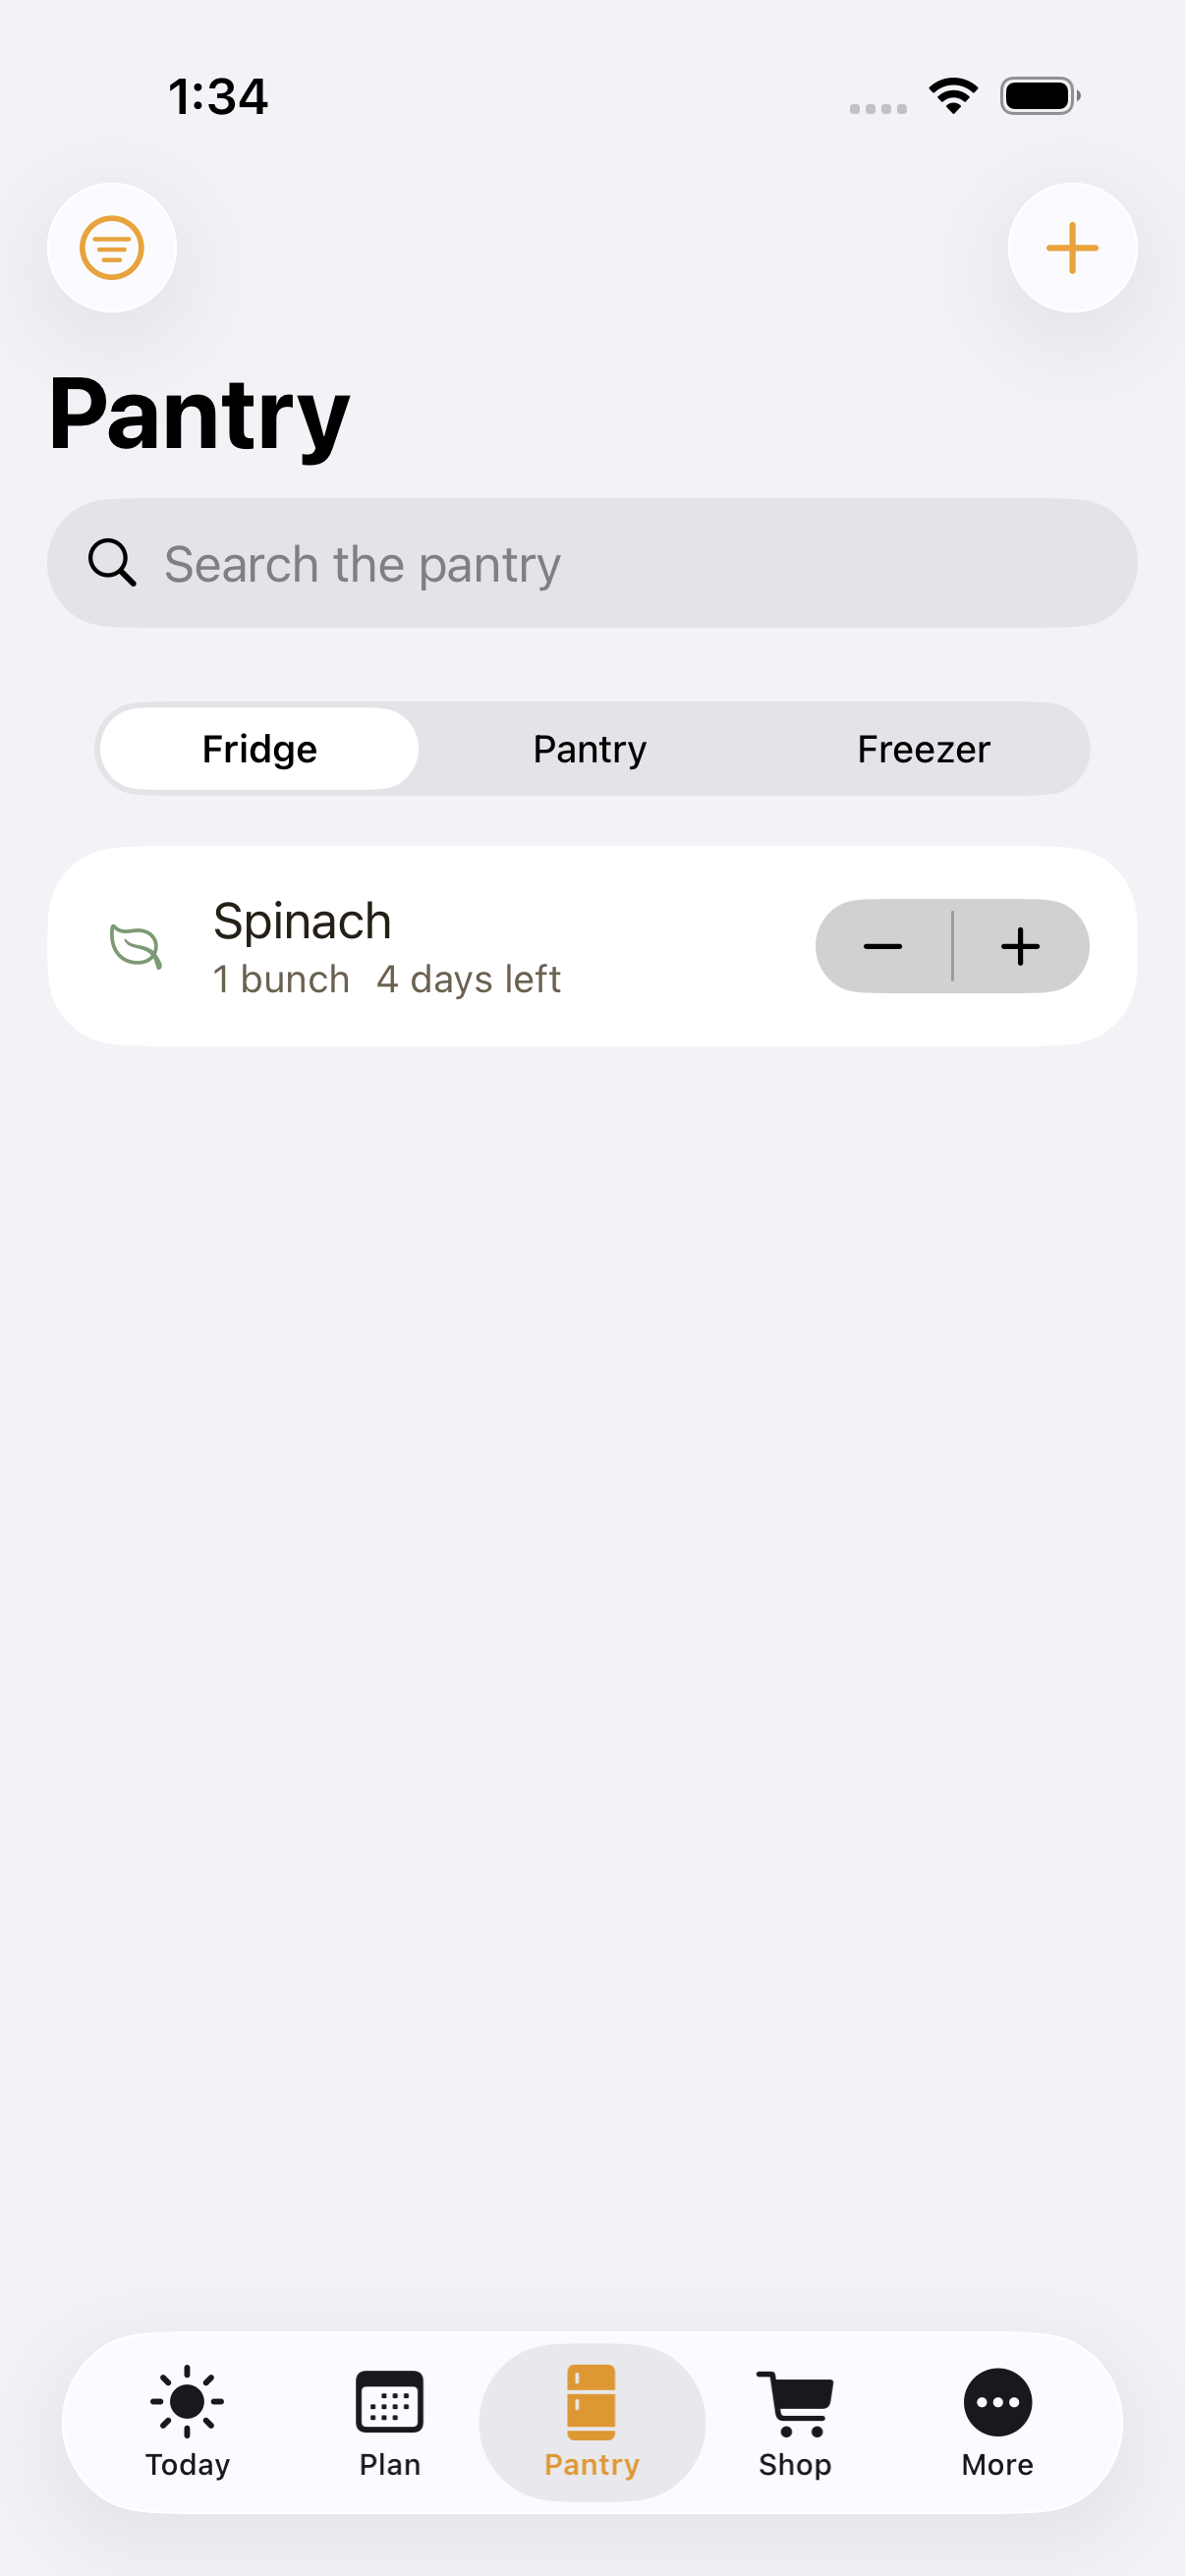 1:34
Pantry
Search the pantry
Fridge Pantry Freezer
Spinach
1 bunch 4 days left
Today Plan Pantry Shop More